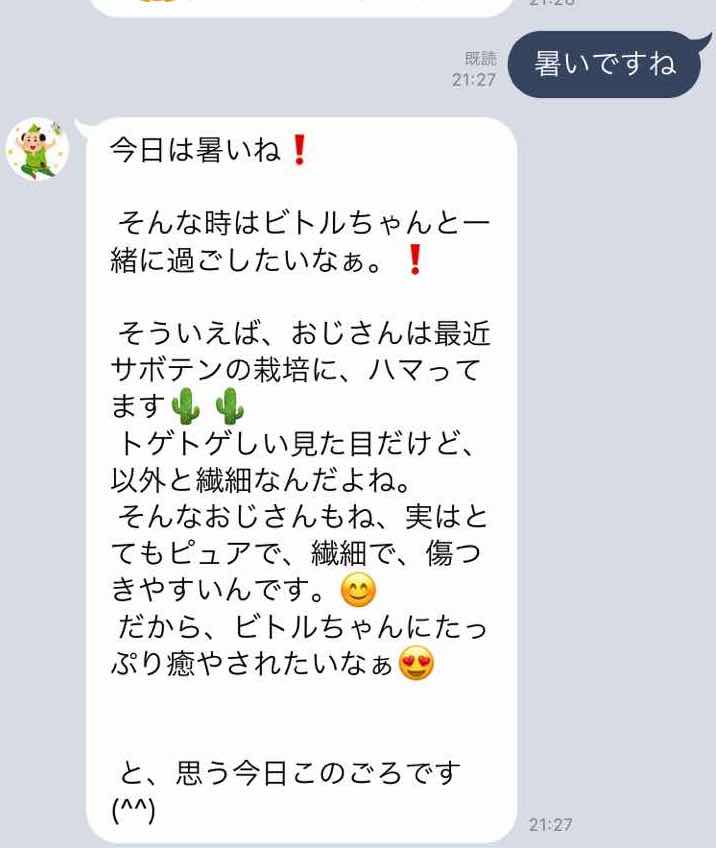 21:26
既読
21:27
暑いですね
今日は暑いね❗
そんな時はビトルちゃんと一
緒に過ごしたいなぁ。❗
そういえば、おじさんは最近
サボテンの栽培に、ハマって
ます🌵🌵
トゲトゲしい見た目だけど、
以外と繊細なんだよね。
そんなおじさんもね、実はと
てもピュアで、繊細で、傷つ
きやすいんです。😊
だから、ビトルちゃんにたっ
ぷり癒やされたいなぁ😍
と、思う今日このごろです
(^^)
21:27